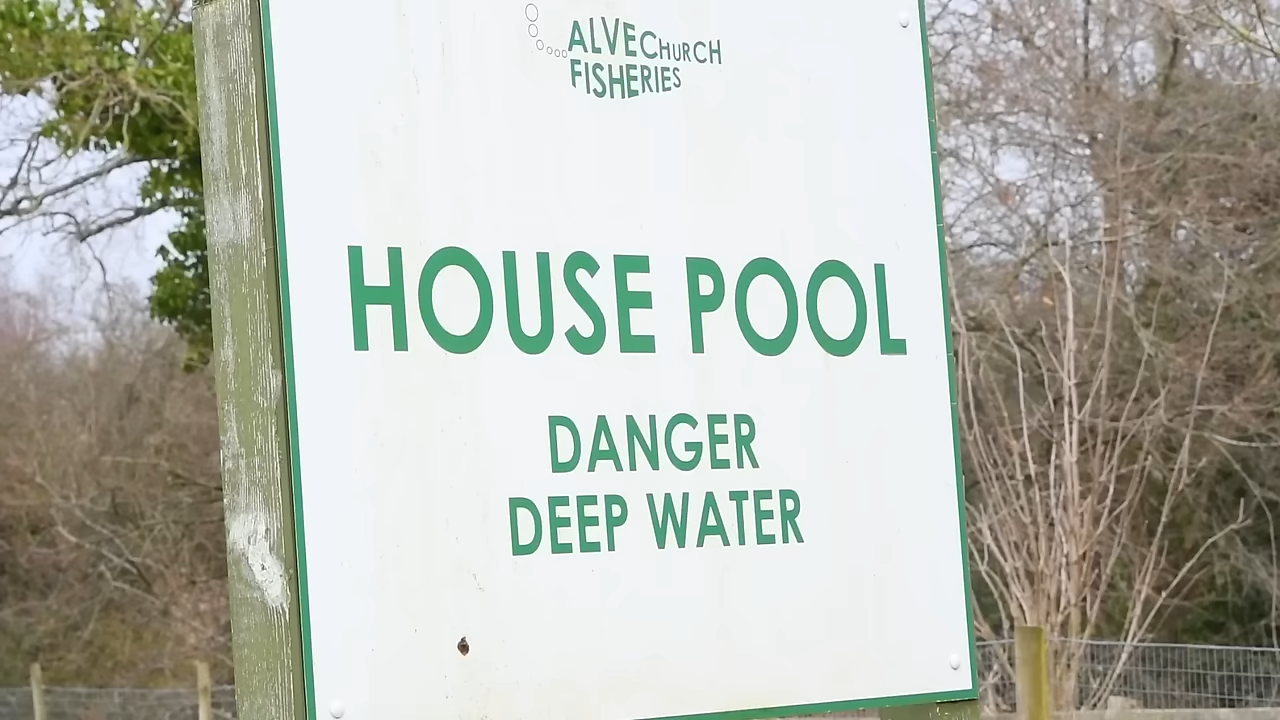 ALVECHURCH
FISHERIES
HOUSE POOL
DANGER
DEEP WATER